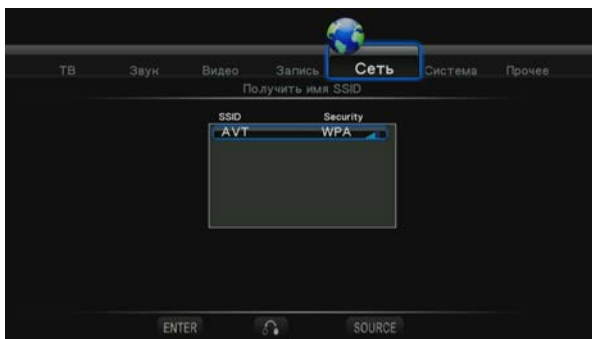 ТВ Звук Видео Запись Сеть Система Прочее
Получить имя SSID
SSID Security
AVT WPA
ENTER SOURCE